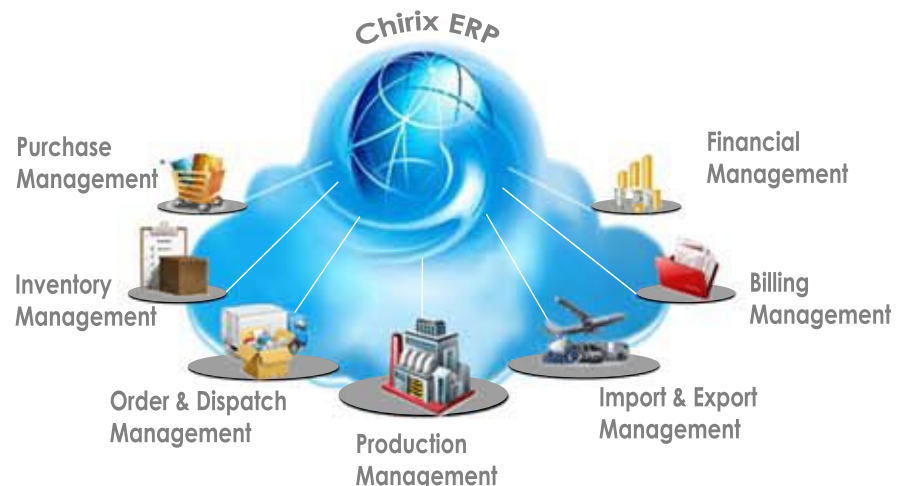 Chirix ERP
Purchase
Management
Financial
Management
Inventory
Management
Billing
Management
Order & Dispatch
Management
Import & Export
Management
Production
Management